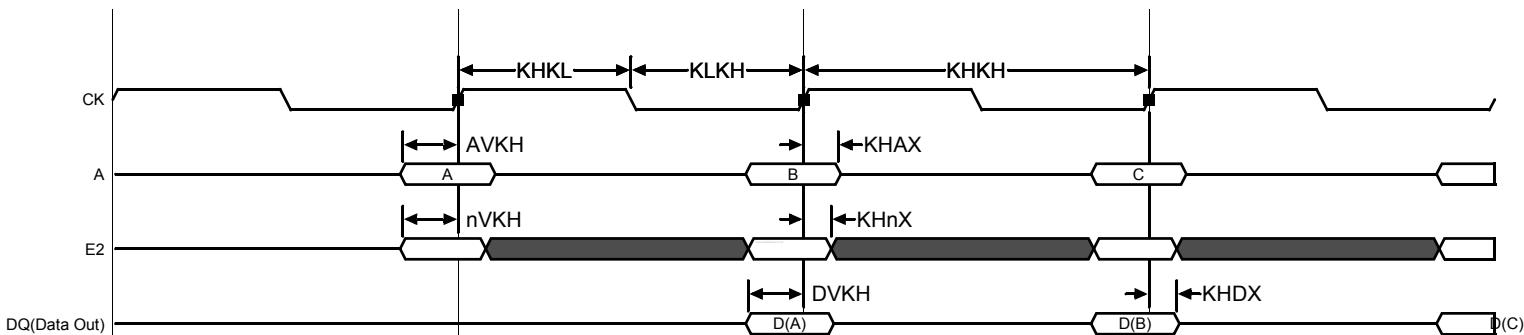 KHKL KLKH KHKH
CK
AVKH KHAX
A A B C
nVKH KHnX
E2
DVKH KHDX
DQ(Data Out) D(A) D(B) D(C)